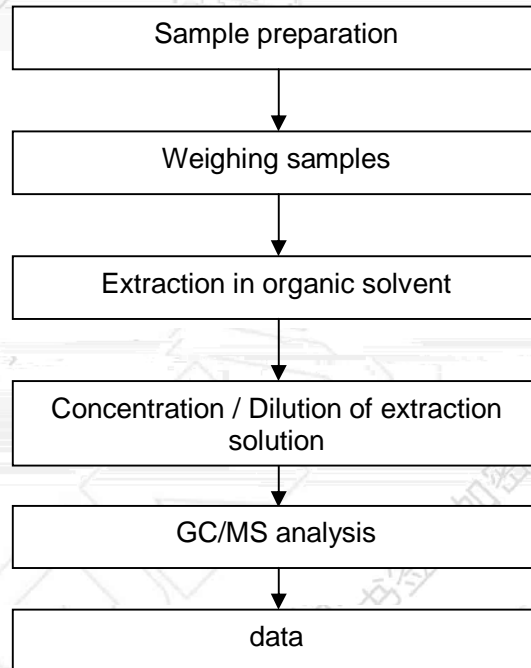 Sample preparation
Weighing samples
Extraction in organic solvent
Concentration / Dilution of extraction
solution
GC/MS analysis
data